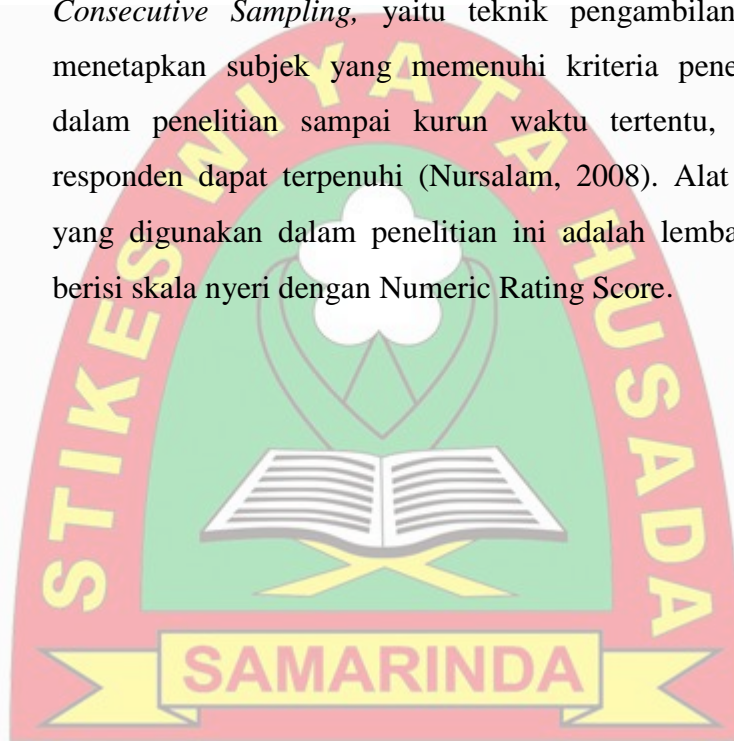 Consecutive Sampling, yaitu teknik pengambilan
menetapkan subjek yang memenuhi kriteria pene
dalam penelitian sampai kurun waktu tertentu,
responden dapat terpenuhi (Nursalam, 2008). Alat
yang digunakan dalam penelitian ini adalah lemba
berisi skala nyeri dengan Numeric Rating Score.
STIKES WIYATA HUSADA
SAMARINDA